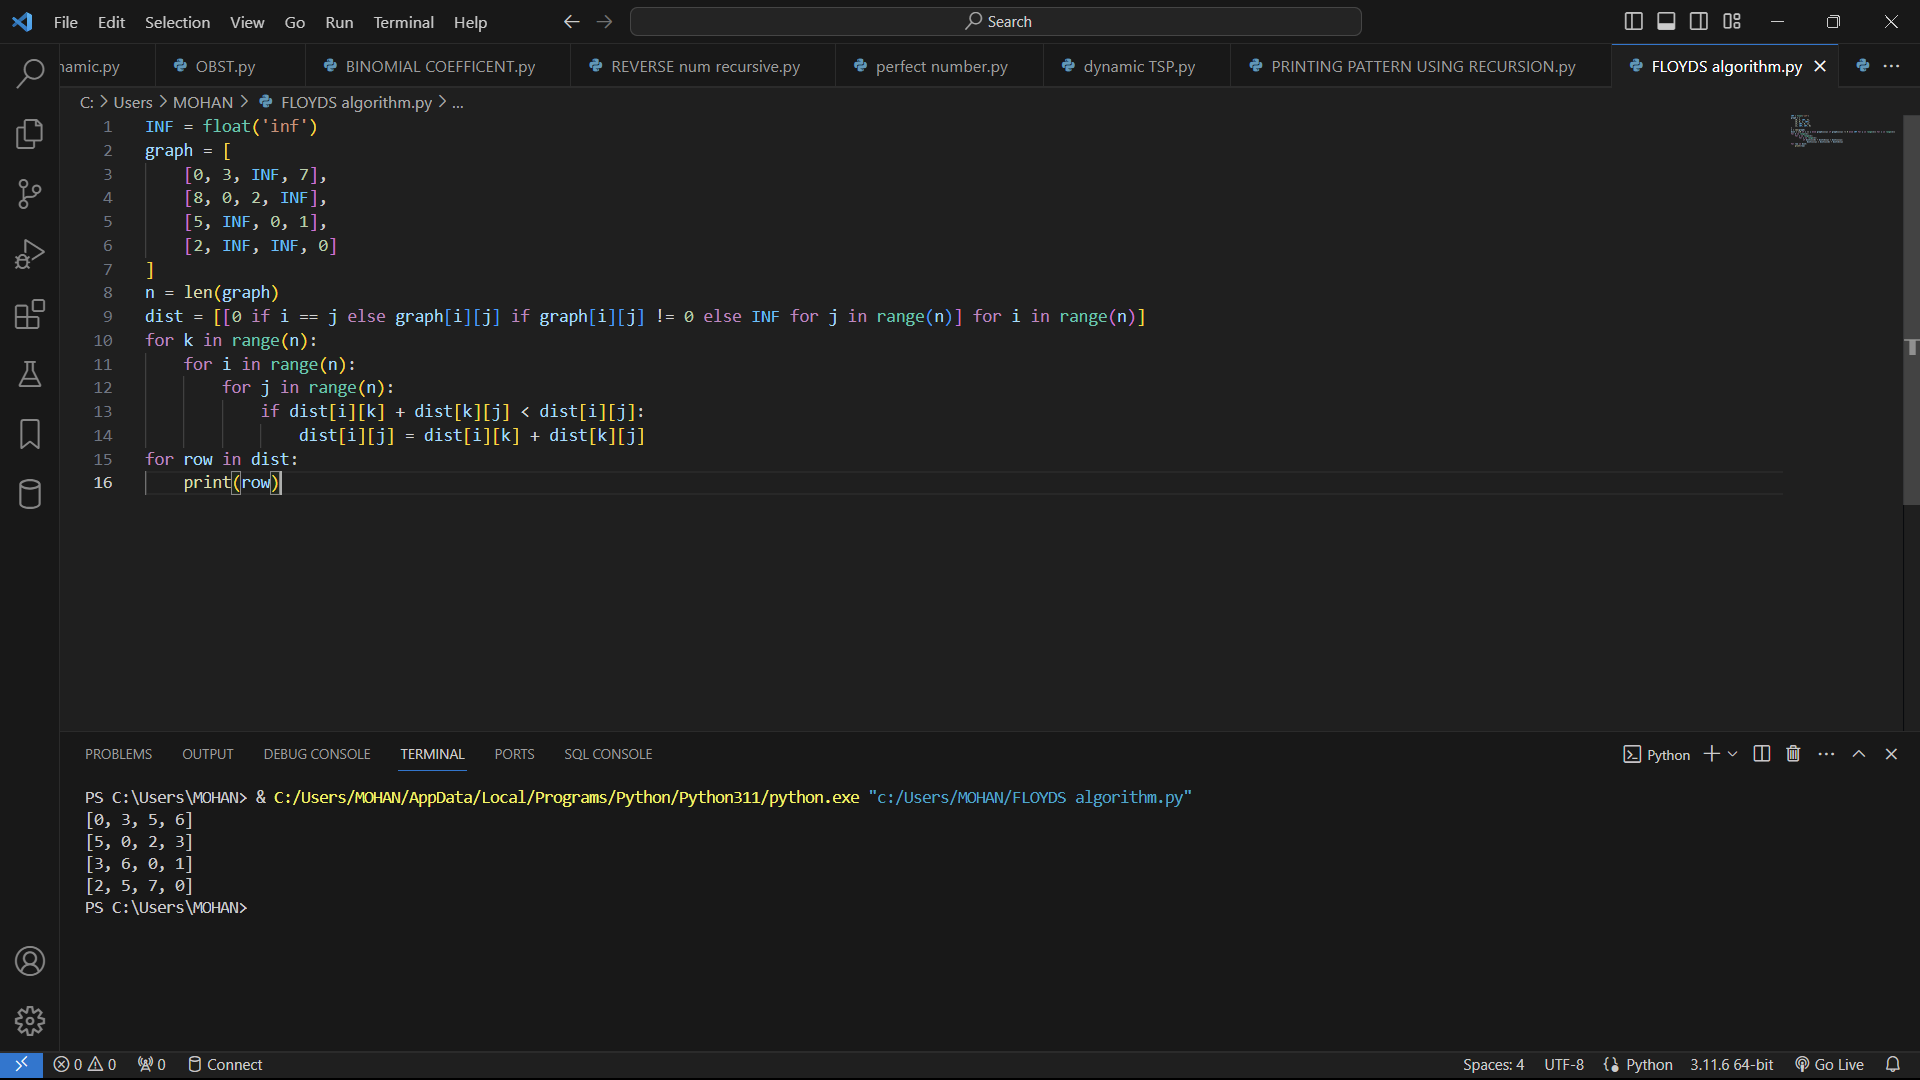 File Edit Selection View Go Run Terminal Help
Search
namic.py OBST.py BINOMIAL COEFFICENT.py REVERSE num recursive.py perfect number.py dynamic TSP.py PRINTING PATTERN USING RECURSION.py FLOYDS algorithm.py
C: > Users > MOHAN > FLOYDS algorithm.py > ...
1 INF = float('inf')
2 graph = [
3     [0, 3, INF, 7],
4     [8, 0, 2, INF],
5     [5, INF, 0, 1],
6     [2, INF, INF, 0]
7 ]
8 n = len(graph)
9 dist = [[0 if i == j else graph[i][j] if graph[i][j] != 0 else INF for j in range(n)] for i in range(n)]
10 for k in range(n):
11     for i in range(n):
12         for j in range(n):
13             if dist[i][k] + dist[k][j] < dist[i][j]:
14                 dist[i][j] = dist[i][k] + dist[k][j]
15 for row in dist:
16     print(row)
PROBLEMS OUTPUT DEBUG CONSOLE TERMINAL PORTS SQL CONSOLE
Python
PS C:\Users\MOHAN> & C:/Users/MOHAN/AppData/Local/Programs/Python/Python311/python.exe "c:/Users/MOHAN/FLOYDS algorithm.py"
[0, 3, 5, 6]
[5, 0, 2, 3]
[3, 6, 0, 1]
[2, 5, 7, 0]
PS C:\Users\MOHAN>
0 0 0 Connect
Spaces: 4 UTF-8 Python 3.11.6 64-bit Go Live